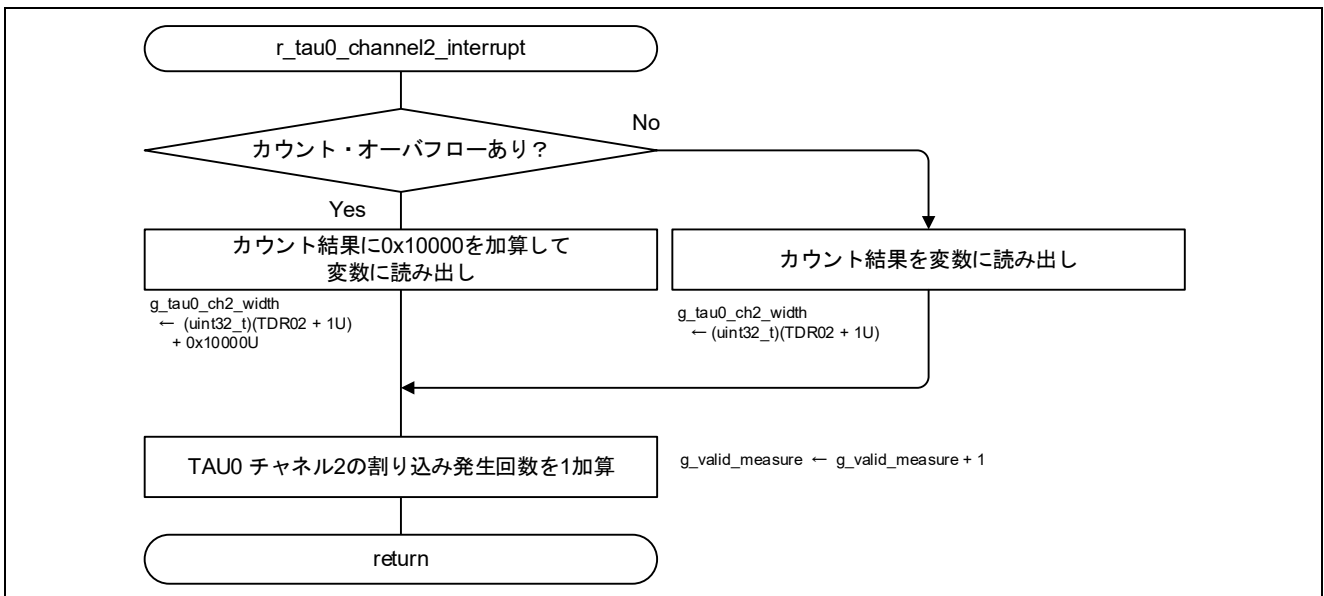 r_tau0_channel2_interrupt
カウント・オーバフローあり？
No
Yes
カウント結果に0x10000を加算して
変数に読み出し
カウント結果を変数に読み出し
g_tau0_ch2_width
← (uint32_t)(TDR02 + 1U)
+ 0x10000U
g_tau0_ch2_width
← (uint32_t)(TDR02 + 1U)
TAU0 チャネル2の割り込み発生回数を1加算
g_valid_measure ← g_valid_measure + 1
return